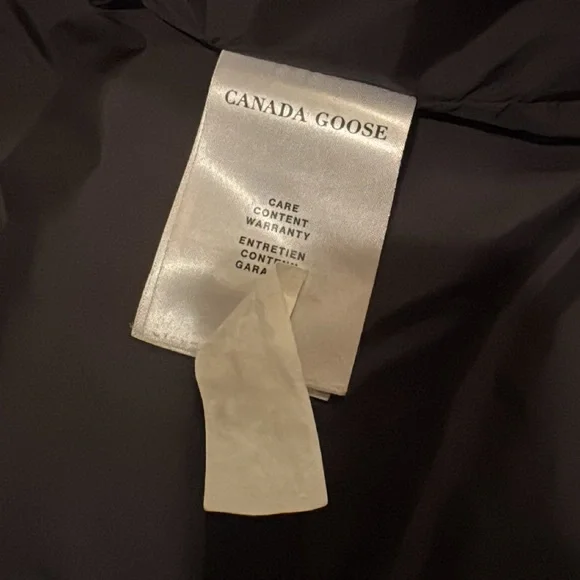 CANADA GOOSE
CARE
CONTENT
WARRANTY
ENTRETIEN